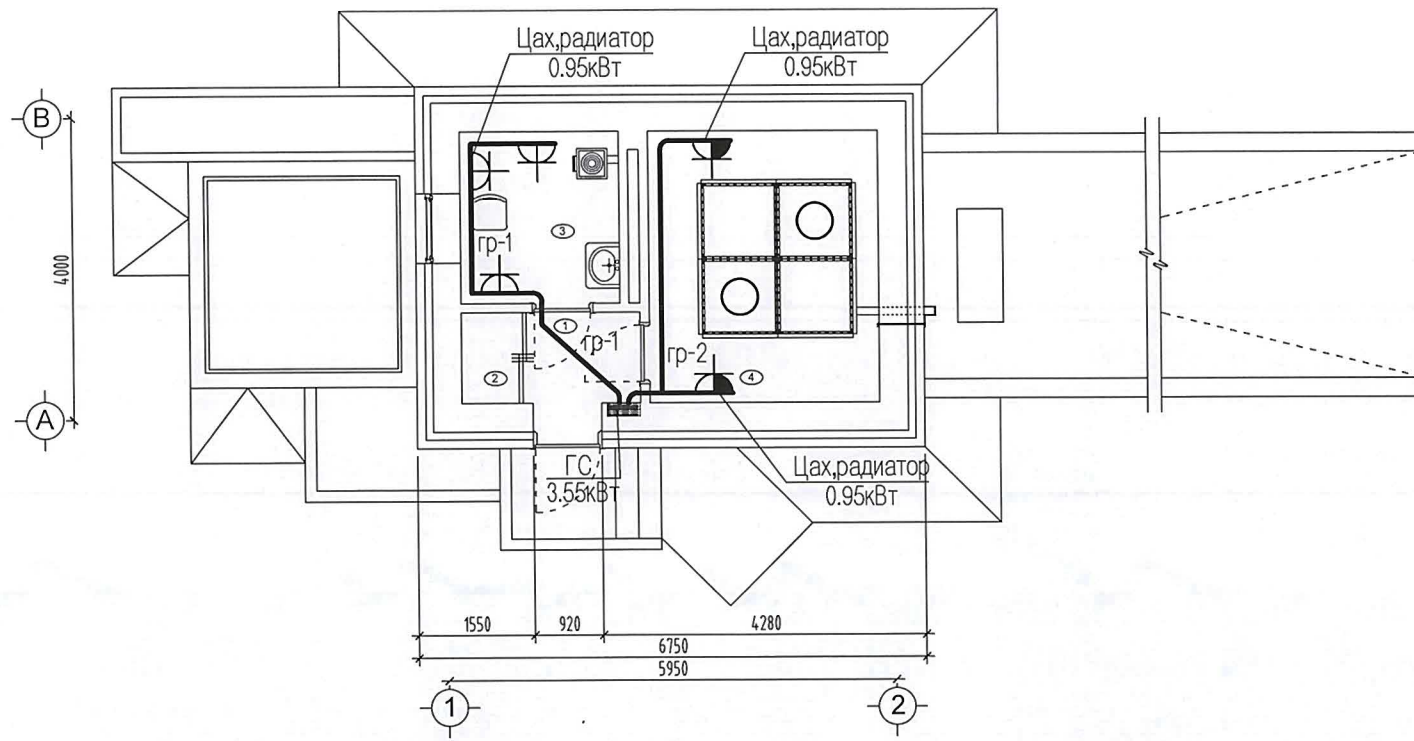 Цах,радиатор
0.95кВт
Цах,радиатор
0.95кВт
В
3
гр-1
4000
1
гр-1
гр-2
2
4
А
ГС,
3.55кВт
Цах,радиатор
0.95кВт
1550
920
4280
6750
5950
1
2